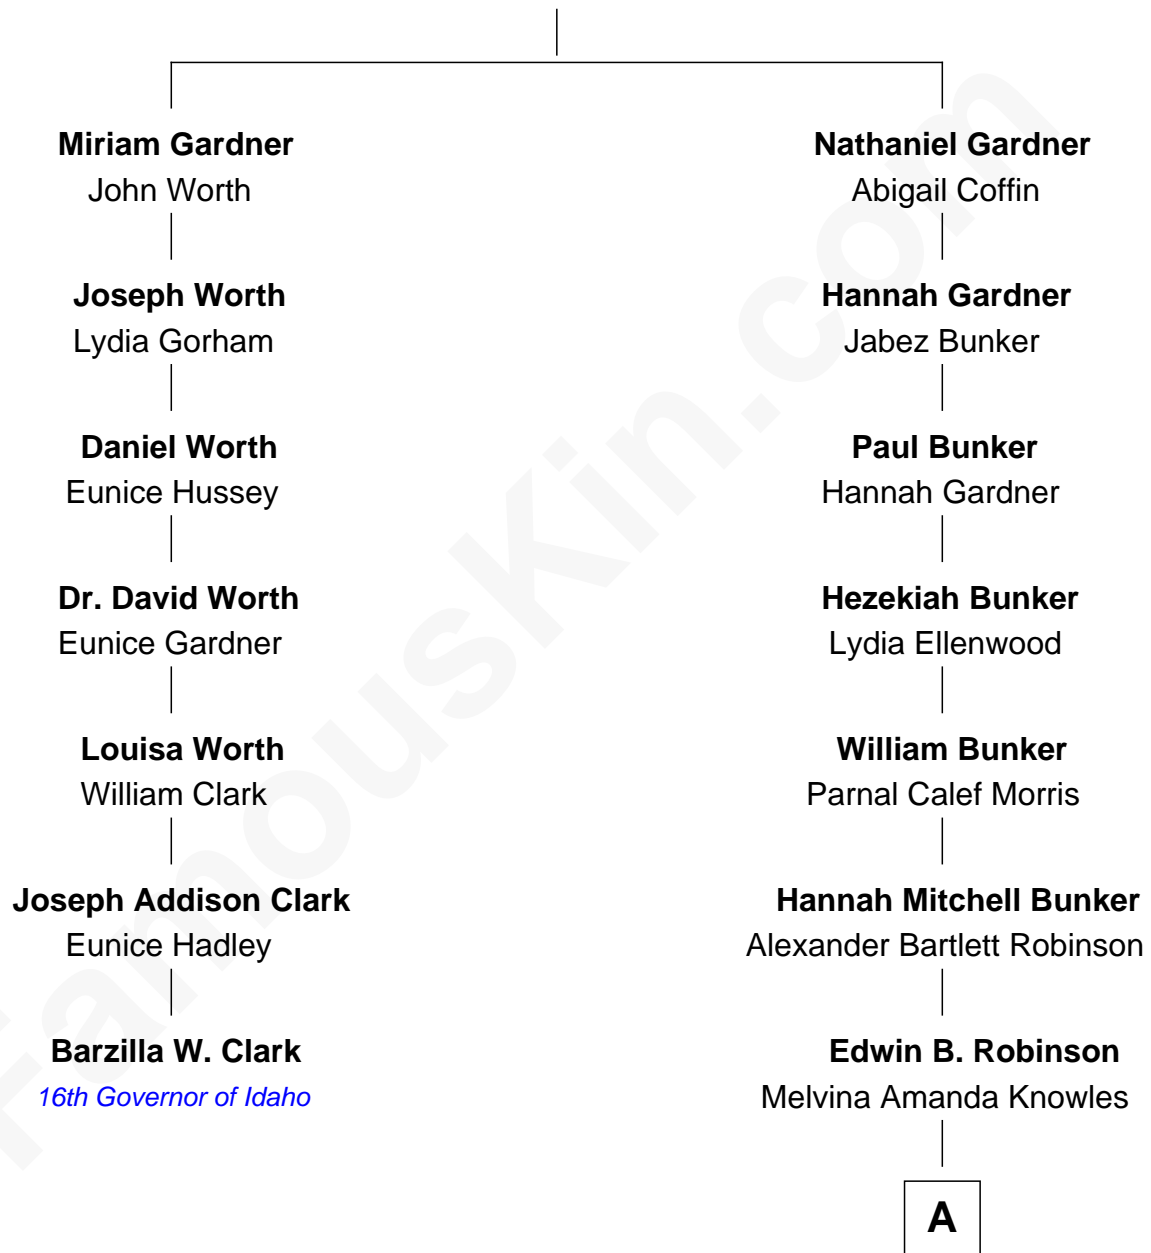 Miriam Gardner
John Worth
Joseph Worth
Lydia Gorham
Daniel Worth
Eunice Hussey
Dr. David Worth
Eunice Gardner
Louisa Worth
William Clark
Joseph Addison Clark
Eunice Hadley
Barzilla W. Clark
16th Governor of Idaho
Nathaniel Gardner
Abigail Coffin
Hannah Gardner
Jabez Bunker
Paul Bunker
Hannah Gardner
Hezekiah Bunker
Lydia Ellenwood
William Bunker
Parnal Calef Morris
Hannah Mitchell Bunker
Alexander Bartlett Robinson
Edwin B. Robinson
Melvina Amanda Knowles
A
FamousKin.com